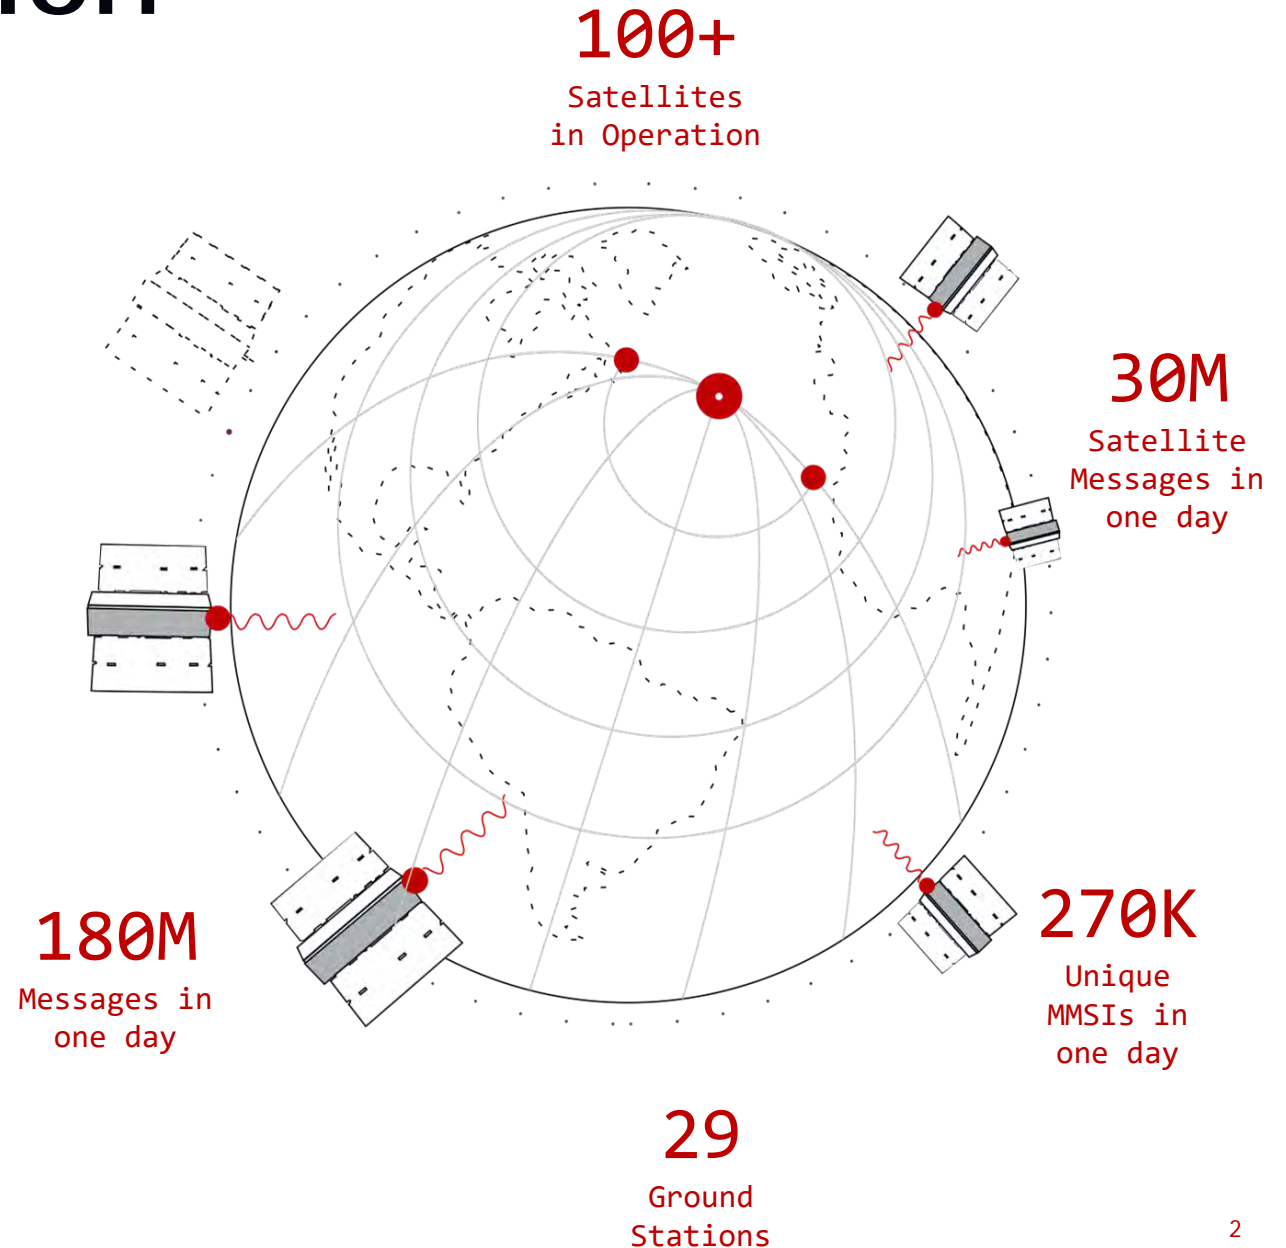 100+
Satellites
in Operation
30M
Satellite
Messages in
one day
180M
Messages in
one day
270K
Unique
MMSIs in
one day
29
Ground
Stations
2